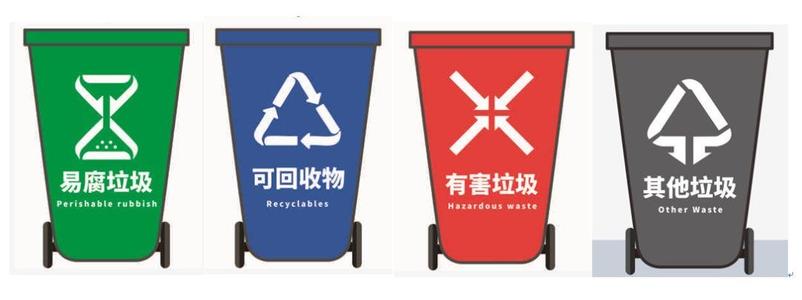 易腐垃圾
Perishable rubbish
可回收物
Recyclables
有害垃圾
Hazardous waste
其他垃圾
Other Waste